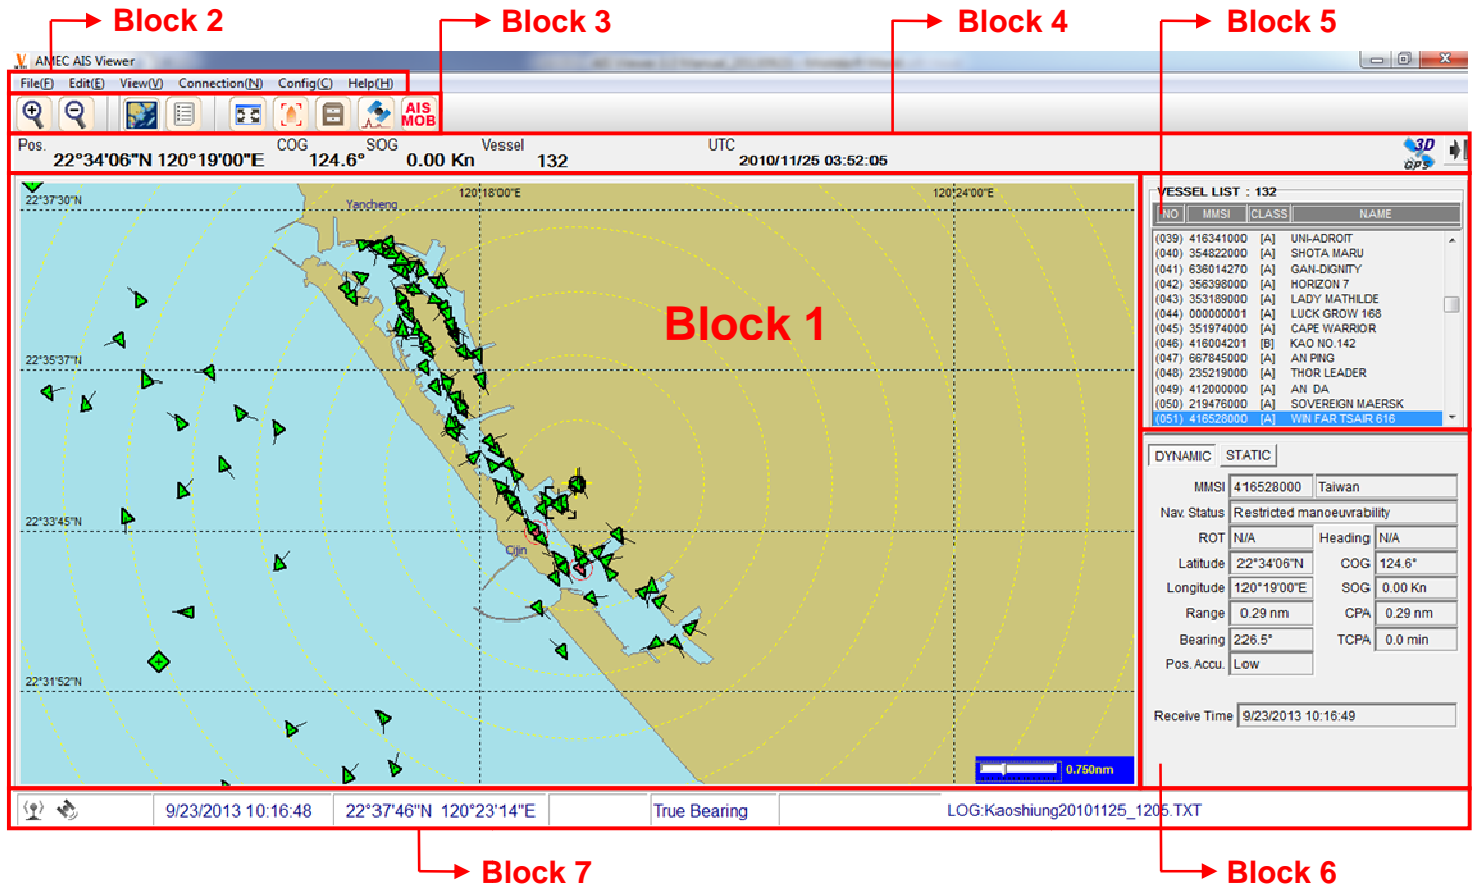 Block 2
Block 3
Block 4
Block 5
AMEC AIS Viewer
File(F) Edit(E) View(V) Connection(N) Config(C) Help(H)
AIS
MOB
Pos. COG SOG Vessel UTC
22°34'06"N 120°19'00"E 124.6° 0.00 Kn 132 2010/11/25 03:52:05
3D
GPS
120°18'00"E 120°24'00"E
22°37'30"N
Yancheng
Block 1
22°35'37"N
22°33'45"N
Cijin
22°31'52"N
0.750nm
VESSEL LIST : 132
NO MMSI CLASS NAME
(039) 416341000 [A] UNI-ADROIT
(040) 354822000 [A] SHOTA MARU
(041) 636014270 [A] GAN-DIGNITY
(042) 356398000 [A] HORIZON 7
(043) 353189000 [A] LADY MATHILDE
(044) 000000001 [A] LUCK GROW 168
(045) 351974000 [A] CAPE WARRIOR
(046) 416004201 [B] KAO NO.142
(047) 667845000 [A] AN PING
(048) 235219000 [A] THOR LEADER
(049) 412000000 [A] AN DA
(050) 219476000 [A] SOVEREIGN MAERSK
(051) 416528000 [A] WIN FAR TSAIR 616
DYNAMIC STATIC
MMSI 416528000 Taiwan
Nav. Status Restricted manoeuvrability
ROT N/A Heading N/A
Latitude 22°34'06"N COG 124.6°
Longitude 120°19'00"E SOG 0.00 Kn
Range 0.29 nm CPA 0.29 nm
Bearing 226.5° TCPA 0.0 min
Pos. Accu. Low
Receive Time 9/23/2013 10:16:49
9/23/2013 10:16:48 22°37'46"N 120°23'14"E True Bearing LOG:Kaoshiung20101125_1205.TXT
Block 7
Block 6